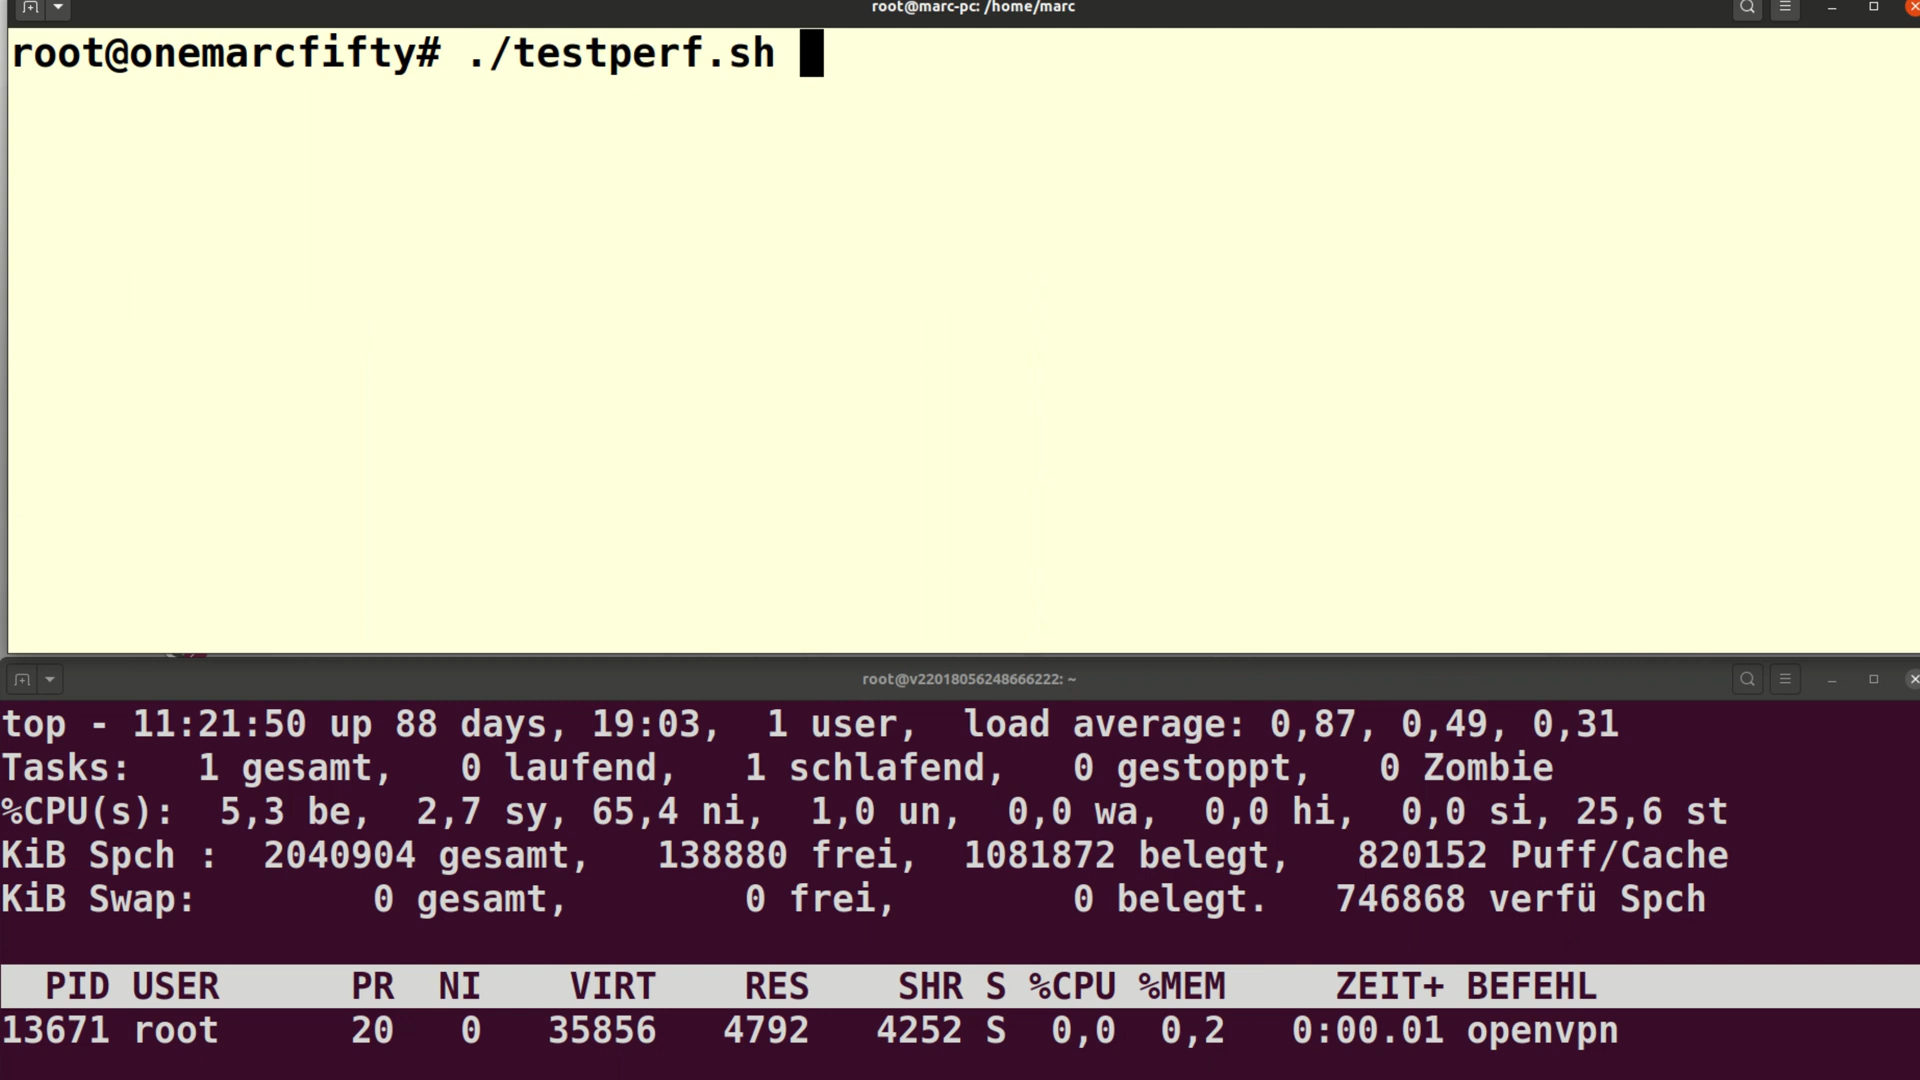 root@marc-pc: /home/marc
root@onemarcfifty# ./testperf.sh
root@v22018056248666222: ~
top - 11:21:50 up 88 days, 19:03,  1 user,  load average: 0,87, 0,49, 0,31
Tasks:   1 gesamt,   0 laufend,   1 schlafend,   0 gestoppt,   0 Zombie
%CPU(s):  5,3 be,  2,7 sy, 65,4 ni,  1,0 un,  0,0 wa,  0,0 hi,  0,0 si, 25,6 st
KiB Spch :  2040904 gesamt,   138880 frei,  1081872 belegt,   820152 Puff/Cache
KiB Swap:        0 gesamt,        0 frei,        0 belegt.   746868 verfü Spch
PID USER      PR  NI    VIRT    RES    SHR S %CPU %MEM     ZEIT+ BEFEHL
13671 root      20   0   35856   4792   4252 S  0,0  0,2   0:00.01 openvpn